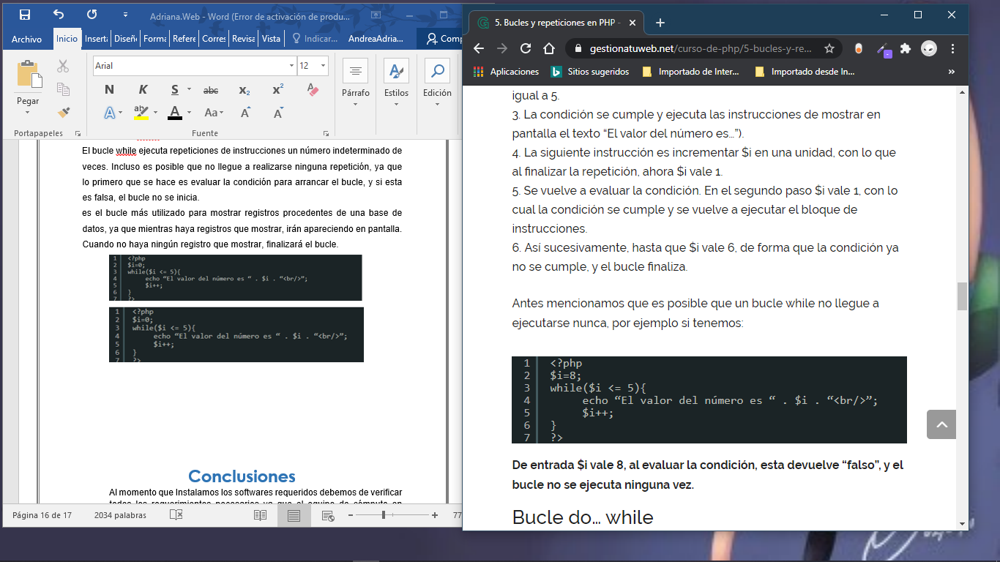 Adriana.Web - Word (Error de activación de produ...
Archivo
Inicio
Insert
Diseñ
Forma
Refere
Corres
Revisa
Vista
Indicar...
AndreaAdria...
Comp
Pegar
Portapapeles
Arial
12
N K S abc x₂ x²
A ab A Aa A A
Fuente
Párrafo
Estilos
Edición
El bucle while ejecuta repeticiones de instrucciones un número indeterminado de
veces. Incluso es posible que no llegue a realizarse ninguna repetición, ya que
lo primero que se hace es evaluar la condición para arrancar el bucle, y si esta
es falsa, el bucle no se inicia.
es el bucle más utilizado para mostrar registros procedentes de una base de
datos, ya que mientras haya registros que mostrar, irán apareciendo en pantalla.
Cuando no haya ningún registro que mostrar, finalizará el bucle.
1 <?php
2 $i=0;
3 while($i <= 5){
4 echo “El valor del número es “ . $i . “<br/>”;
5 $i++;
6 }
7 ?>
1 <?php
2 $i=0;
3 while($i <= 5){
4 echo “El valor del número es “ . $i . “<br/>”;
5 $i++;
6 }
7 ?>
Conclusiones
Al momento que Instalamos los softwares requeridos debemos de verificar
Página 16 de 17
2034 palabras
77
5. Bucles y repeticiones en PHP -
gestionatuweb.net/curso-de-php/5-bucles-y-re...
Aplicaciones
Sitios sugeridos
Importado de Inter...
Importado desde In...
»
igual a 5.
3. La condición se cumple y ejecuta las instrucciones de mostrar en
pantalla el texto “El valor del número es…”).
4. La siguiente instrucción es incrementar $i en una unidad, con lo que
al finalizar la repetición, ahora $i vale 1.
5. Se vuelve a evaluar la condición. En el segundo paso $i vale 1, con lo
cual la condición se cumple y se vuelve a ejecutar el bloque de
instrucciones.
6. Así sucesivamente, hasta que $i vale 6, de forma que la condición ya
no se cumple, y el bucle finaliza.
Antes mencionamos que es posible que un bucle while no llegue a
ejecutarse nunca, por ejemplo si tenemos:
1 <?php
2 $i=8;
3 while($i <= 5){
4 echo “El valor del número es “ . $i . “<br/>”;
5 $i++;
6 }
7 ?>
De entrada $i vale 8, al evaluar la condición, esta devuelve “falso”, y el
bucle no se ejecuta ninguna vez.
Bucle do… while